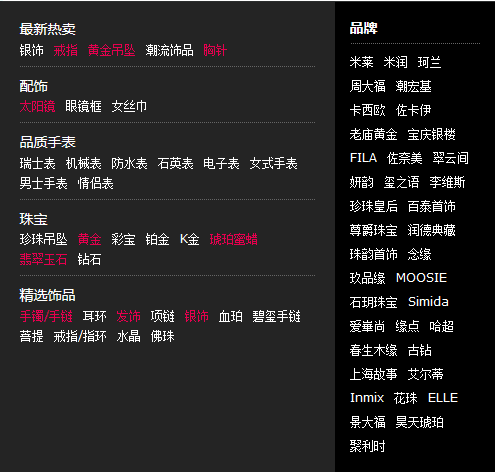 最新热卖
银饰 戒指 黄金吊坠 潮流饰品 胸针
配饰
太阳镜 眼镜框 女丝巾
品质手表
瑞士表 机械表 防水表 石英表 电子表 女式手表
男士手表 情侣表
珠宝
珍珠吊坠 黄金 彩宝 铂金 K金 琥珀蜜蜡
翡翠玉石 钻石
精选饰品
手镯/手链 耳环 发饰 项链 银饰 血珀 碧玺手链
菩提 戒指/指环 水晶 佛珠
品牌
米莱 米润 珂兰
周大福 潮宏基
卡西欧 佐卡伊
老庙黄金 宝庆银楼
FILA 佐奈美 翠云间
妍韵 玺之语 李维斯
珍珠皇后 百泰首饰
尊爵珠宝 润德典藏
珠韵首饰 念缘
玖品缘 MOOSIE
石玥珠宝 Simida
爱崋尚 缘点 哈超
春生木缘 古钻
上海故事 艾尔蒂
Inmix 花珠 ELLE
景大福 昊天琥珀
聚利时